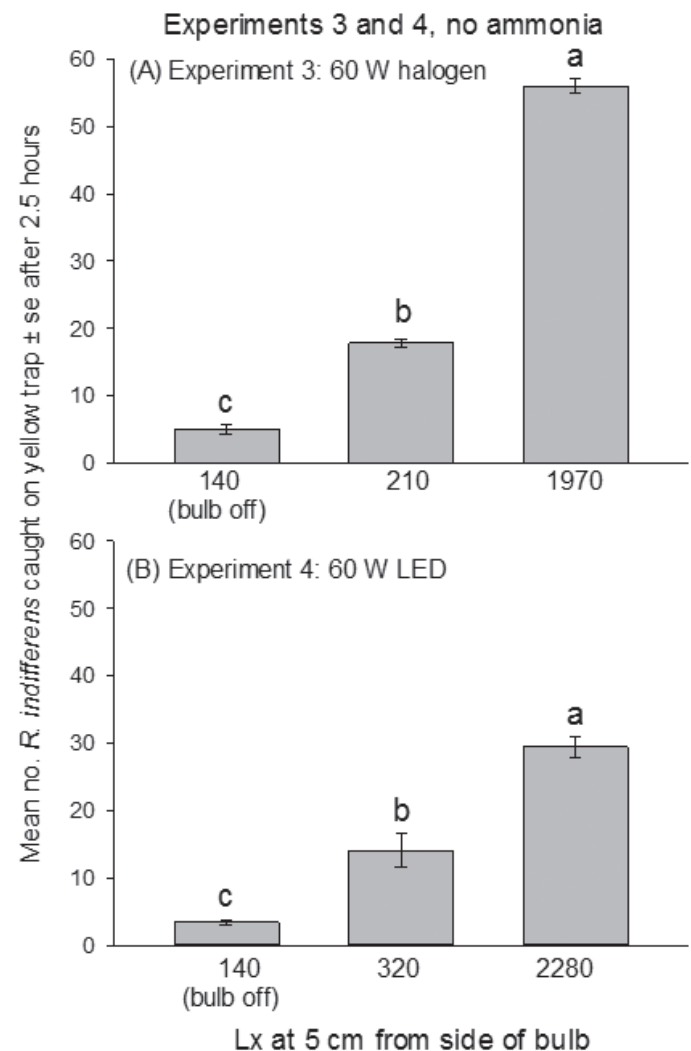 Experiments 3 and 4, no ammonia
Mean no. R. indifferens caught on yellow trap ± se after 2.5 hours
(A) Experiment 3: 60 W halogen
60
50
40
30
20
10
0
c
b
a
140
(bulb off)
210
1970
(B) Experiment 4: 60 W LED
60
50
40
30
20
10
0
c
b
a
140
(bulb off)
320
2280
Lx at 5 cm from side of bulb